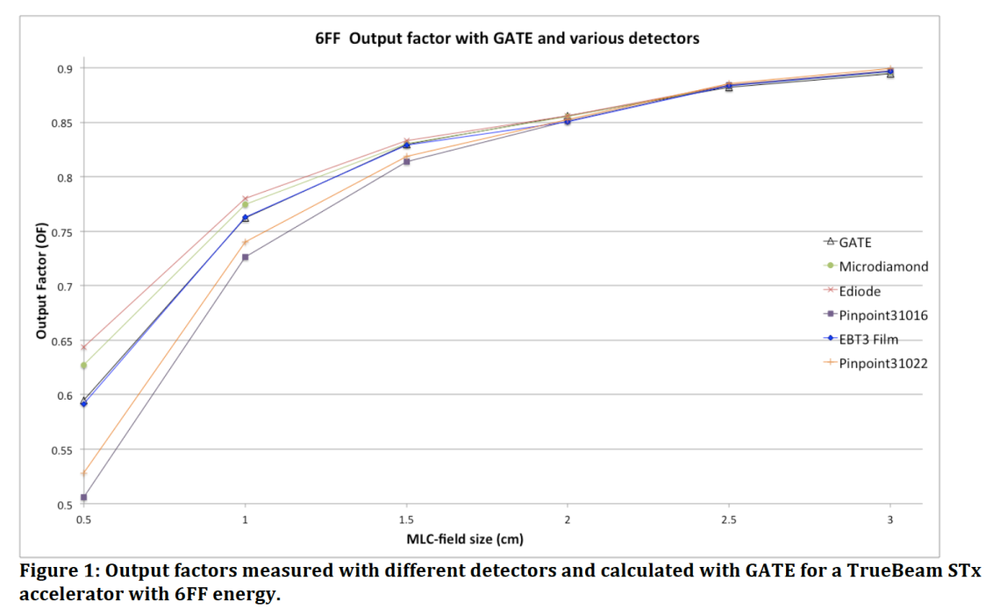 6FF Output factor with GATE and various detectors
0.9
0.85
0.8
0.75
0.7
0.65
0.6
0.55
0.5
Output Factor (OF)
0.5 1 1.5 2 2.5 3
MLC-field size (cm)
GATE
Microdiamond
Ediode
Pinpoint31016
EBT3 Film
Pinpoint31022
Figure 1: Output factors measured with different detectors and calculated with GATE for a TrueBeam STx
accelerator with 6FF energy.